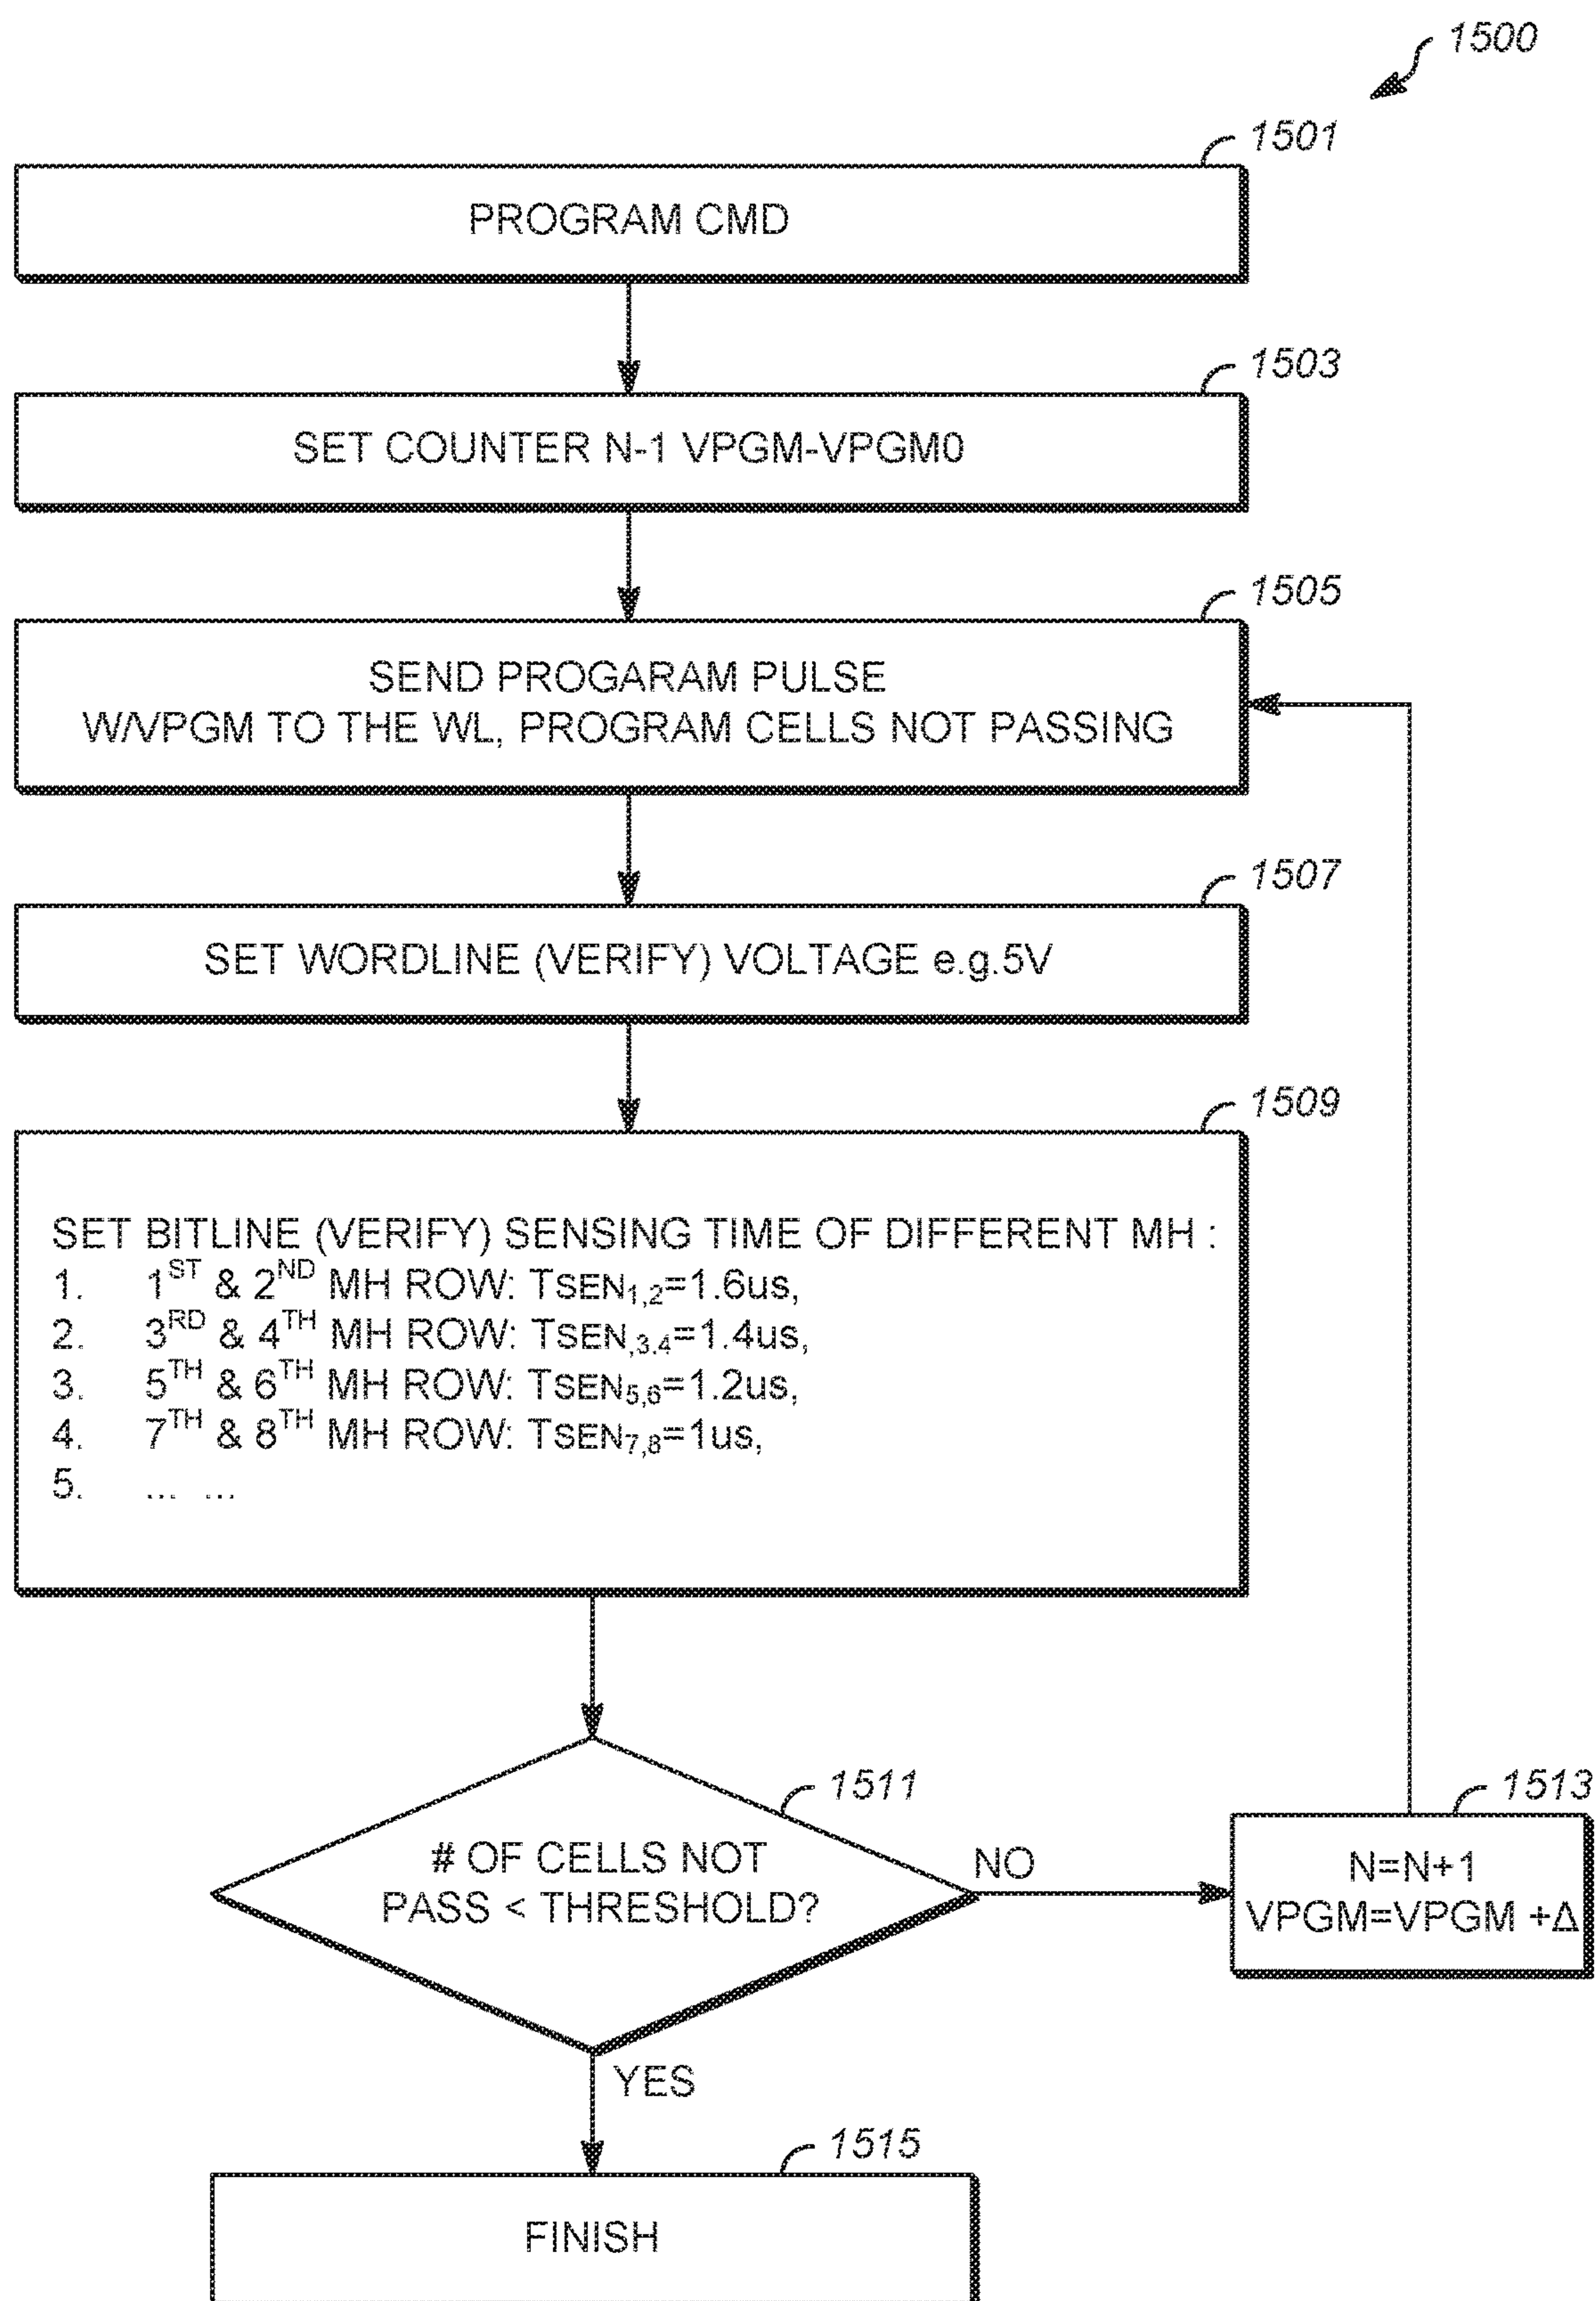 1500
1501
PROGRAM CMD
1503
SET COUNTER N-1 VPGM-VPGM0
1505
SEND PROGARAM PULSE
W/VPGM TO THE WL, PROGRAM CELLS NOT PASSING
1507
SET WORDLINE (VERIFY) VOLTAGE e.g.5V
1509
SET BITLINE (VERIFY) SENSING TIME OF DIFFERENT MH :
1. 1ST & 2ND MH ROW: TSEN1,2=1.6us,
2. 3RD & 4TH MH ROW: TSEN,3.4=1.4us,
3. 5TH & 6TH MH ROW: TSEN5,6=1.2us,
4. 7TH & 8TH MH ROW: TSEN7,8=1us,
5. ... ...
1511
# OF CELLS NOT
PASS < THRESHOLD?
NO
1513
N=N+1
VPGM=VPGM +Δ
YES
1515
FINISH